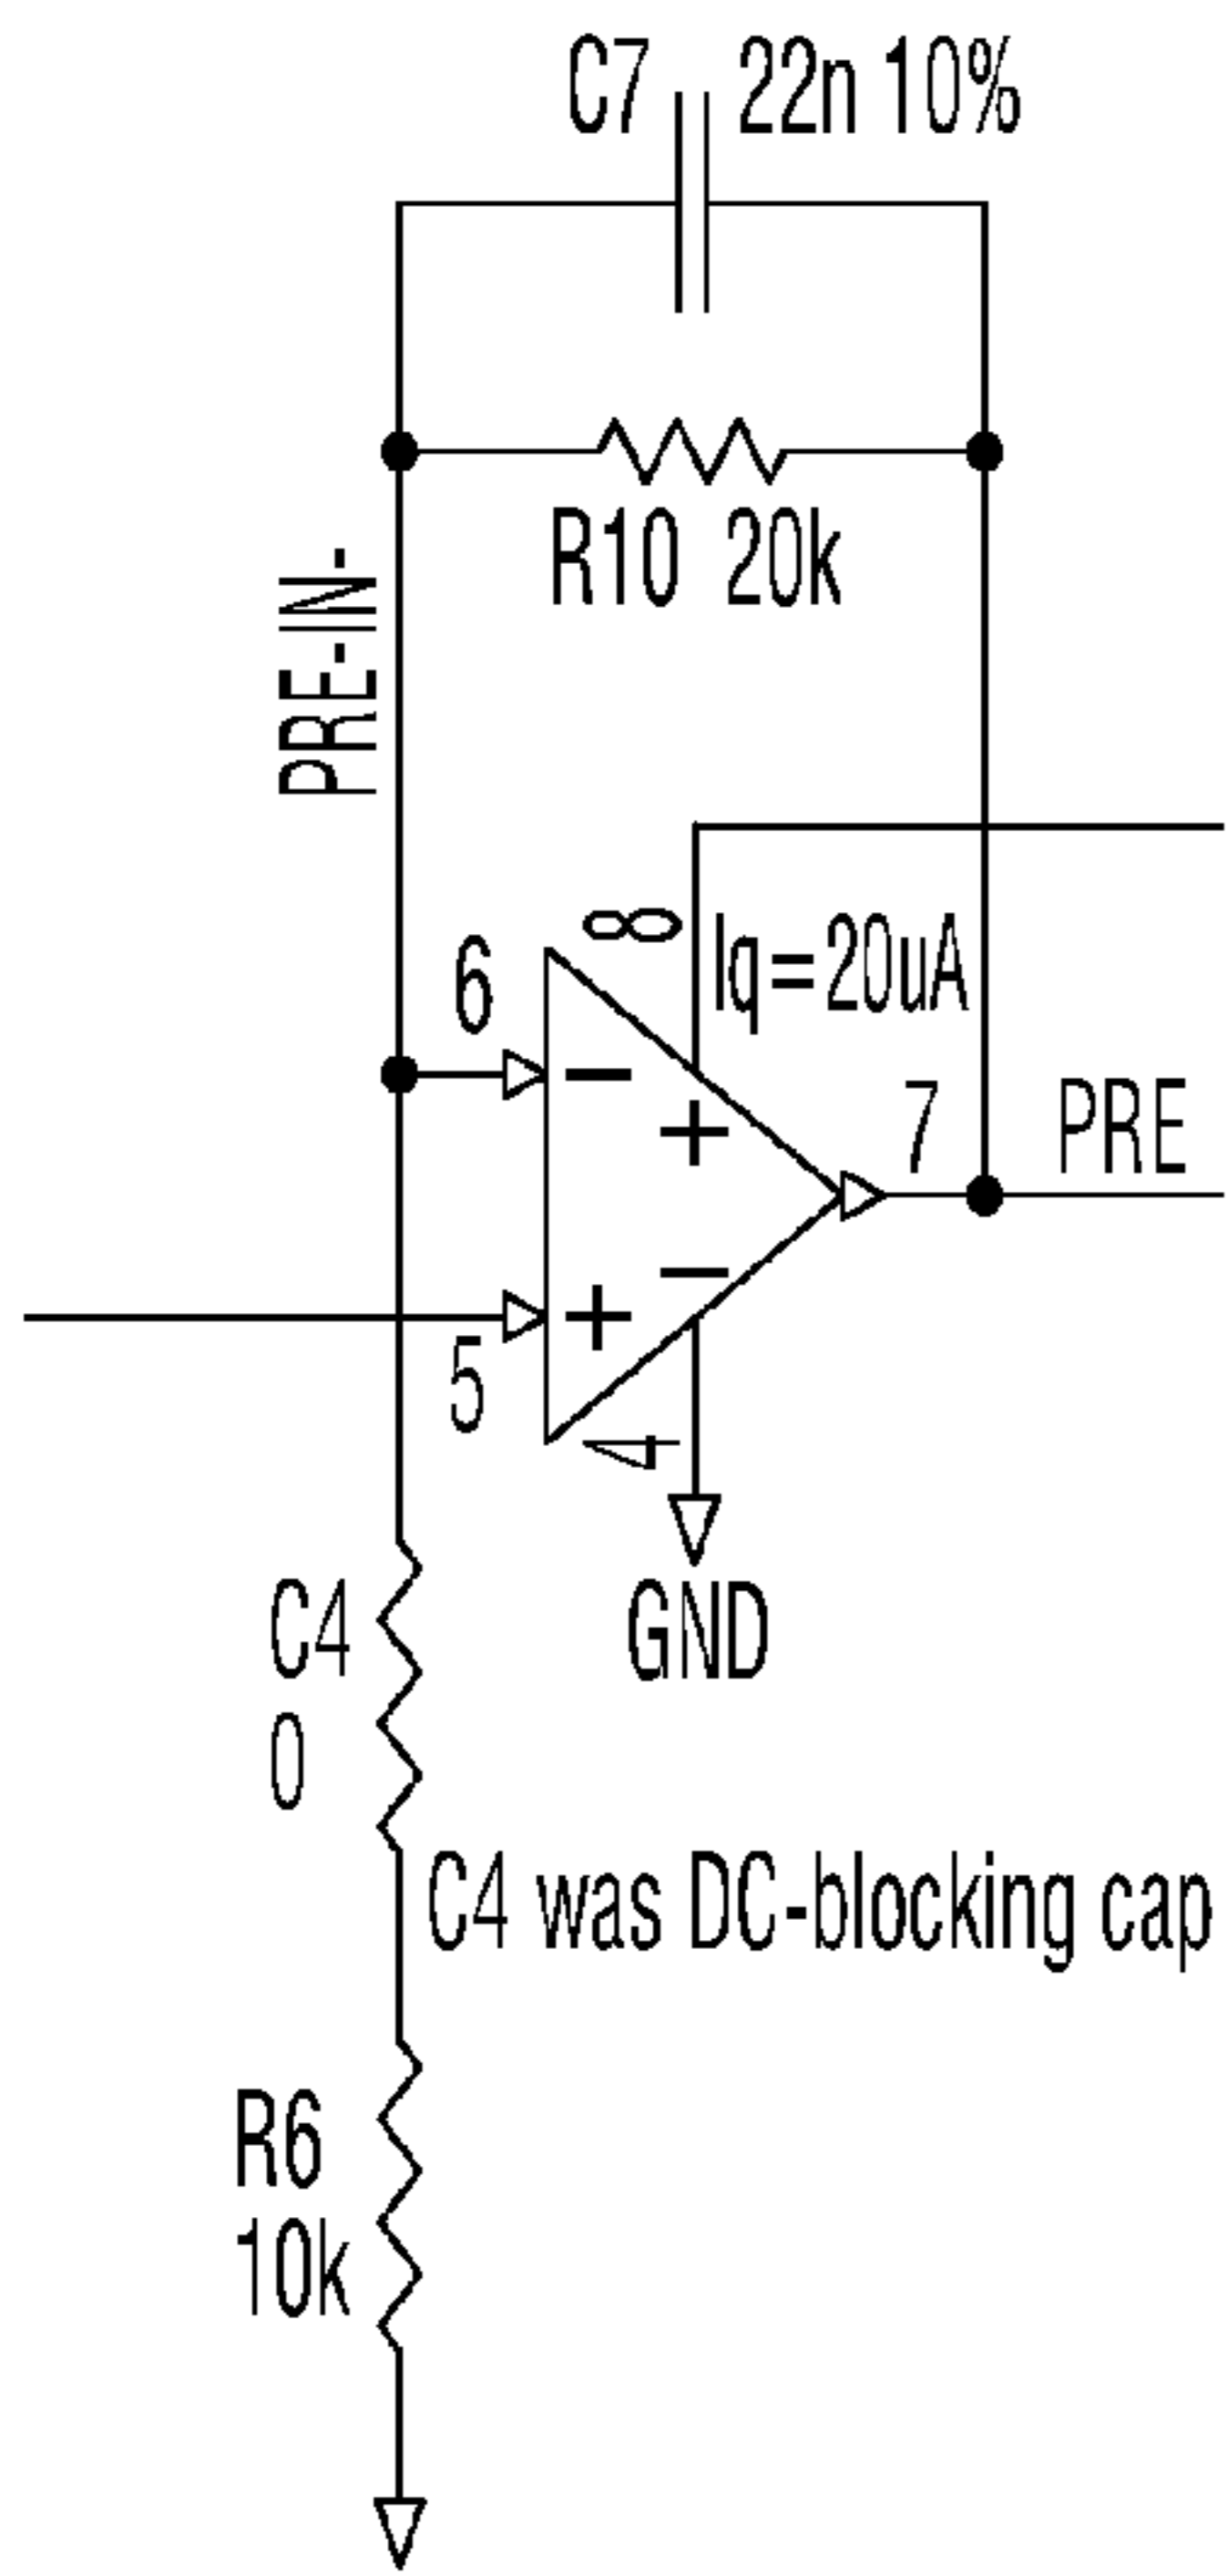 C7 22n 10%
R10 20k
PRE-IN-
8
Iq=20uA
6
-
+
7 PRE
-
+
5
4
GND
C4
0
C4 was DC-blocking cap
R6
10k